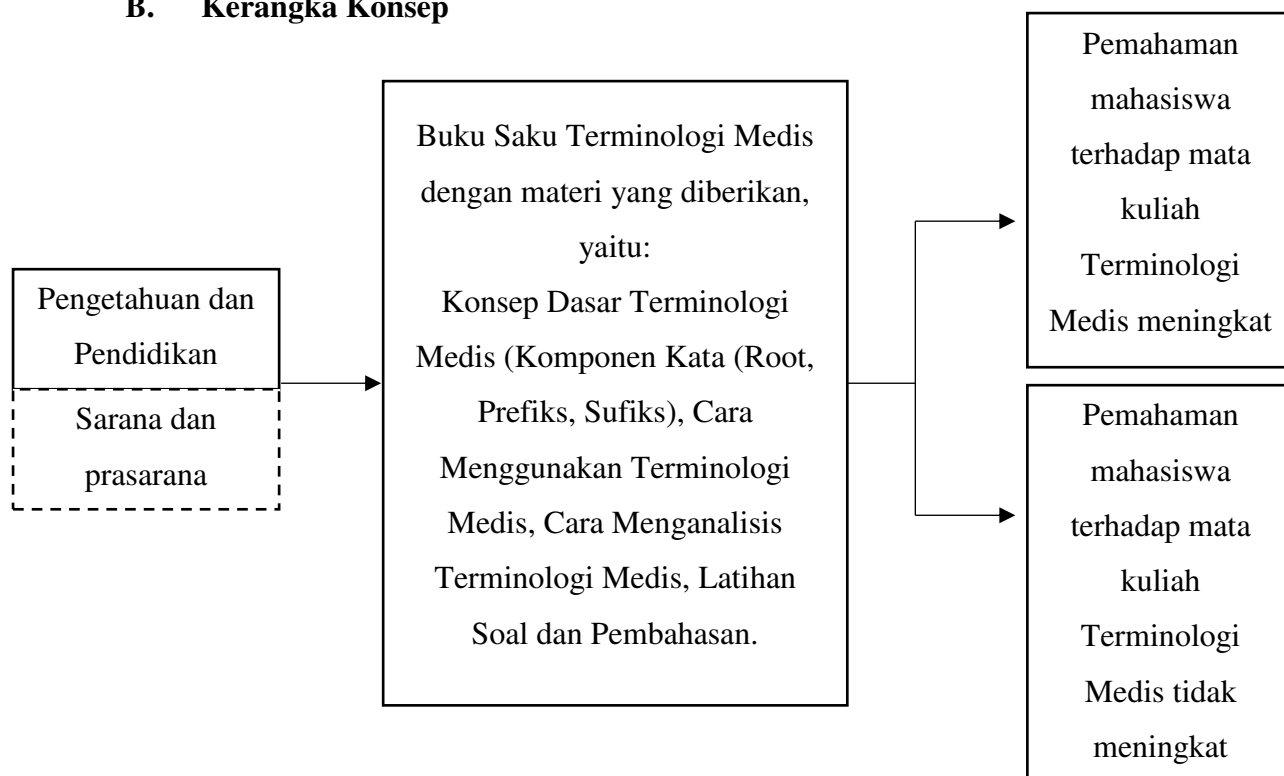 B. Kerangka Konsep
Pengetahuan dan
Pendidikan
Sarana dan
prasarana
Buku Saku Terminologi Medis
dengan materi yang diberikan,
yaitu:
Konsep Dasar Terminologi
Medis (Komponen Kata (Root,
Prefiks, Sufiks), Cara
Menggunakan Terminologi
Medis, Cara Menganalisis
Terminologi Medis, Latihan
Soal dan Pembahasan.
Pemahaman
mahasiswa
terhadap mata
kuliah
Terminologi
Medis meningkat
Pemahaman
mahasiswa
terhadap mata
kuliah
Terminologi
Medis tidak
meningkat